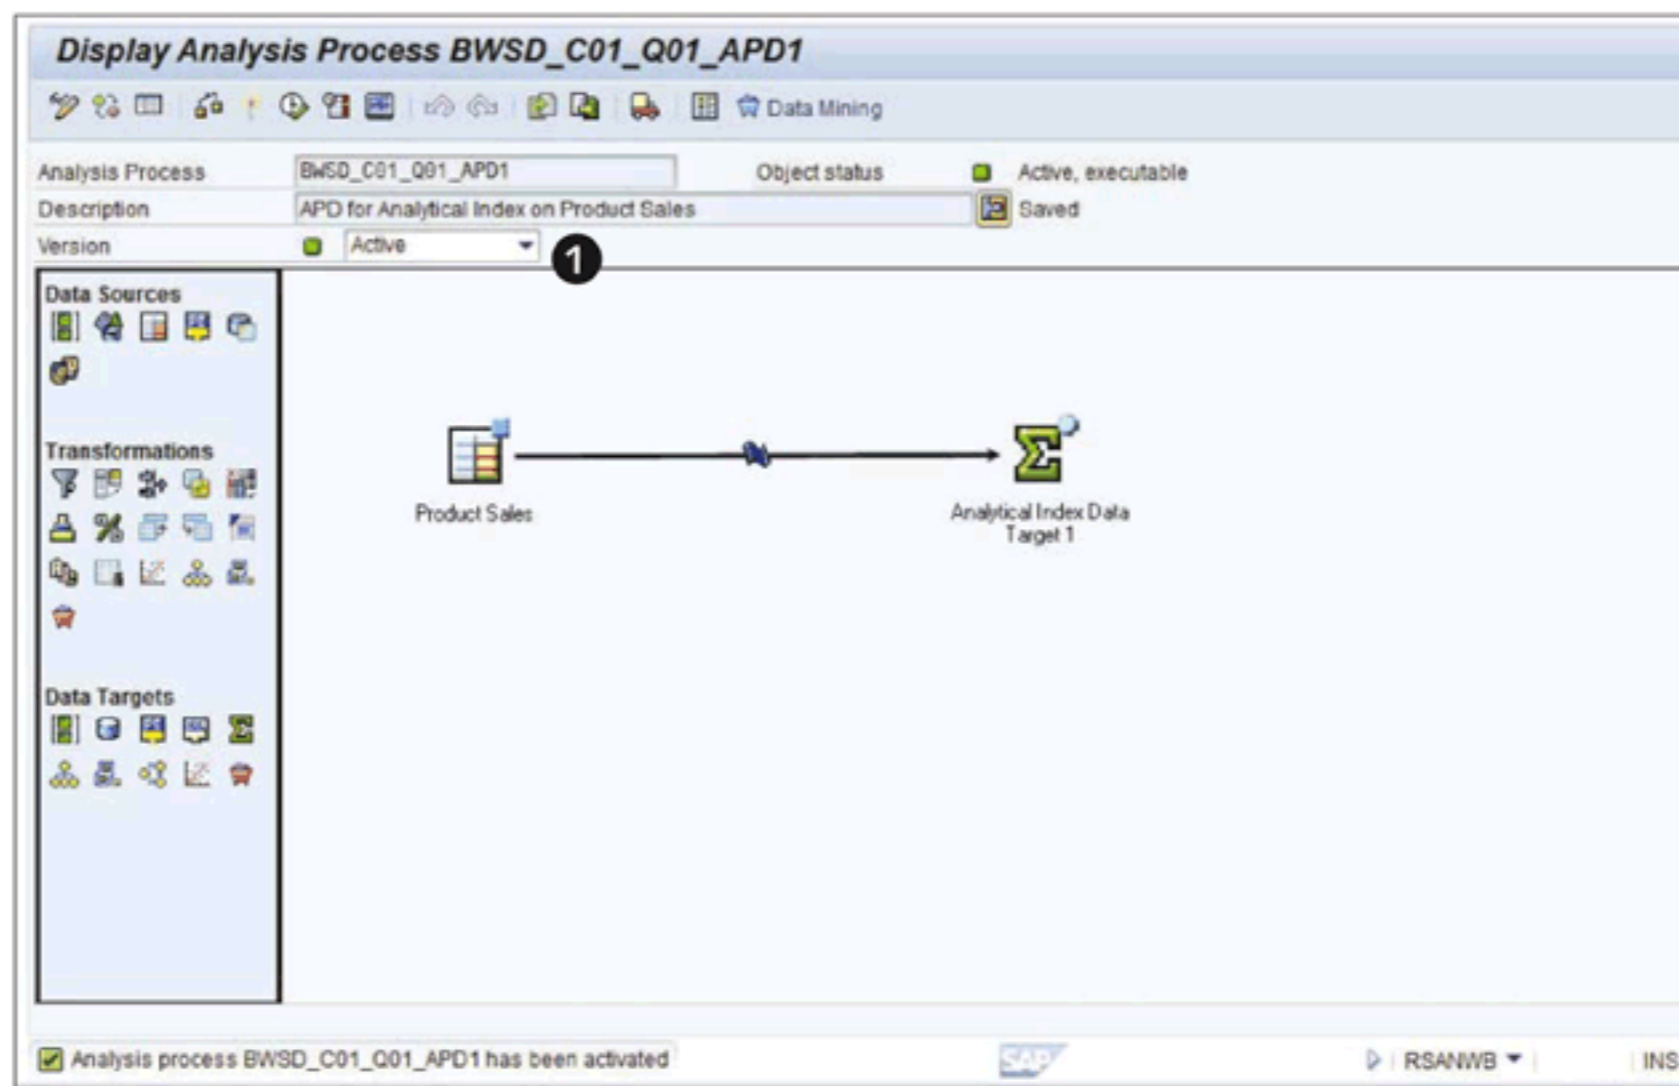 Display Analysis Process BWSD_C01_Q01_APD1
Data Mining
Analysis Process BWSD_C01_Q01_APD1 Object status Active, executable
Description APD for Analytical Index on Product Sales Saved
Version Active
1
Data Sources
Transformations
Product Sales
Analytical Index Data
Target 1
Data Targets
Analysis process BWSD_C01_Q01_APD1 has been activated SAP RSANWB INS